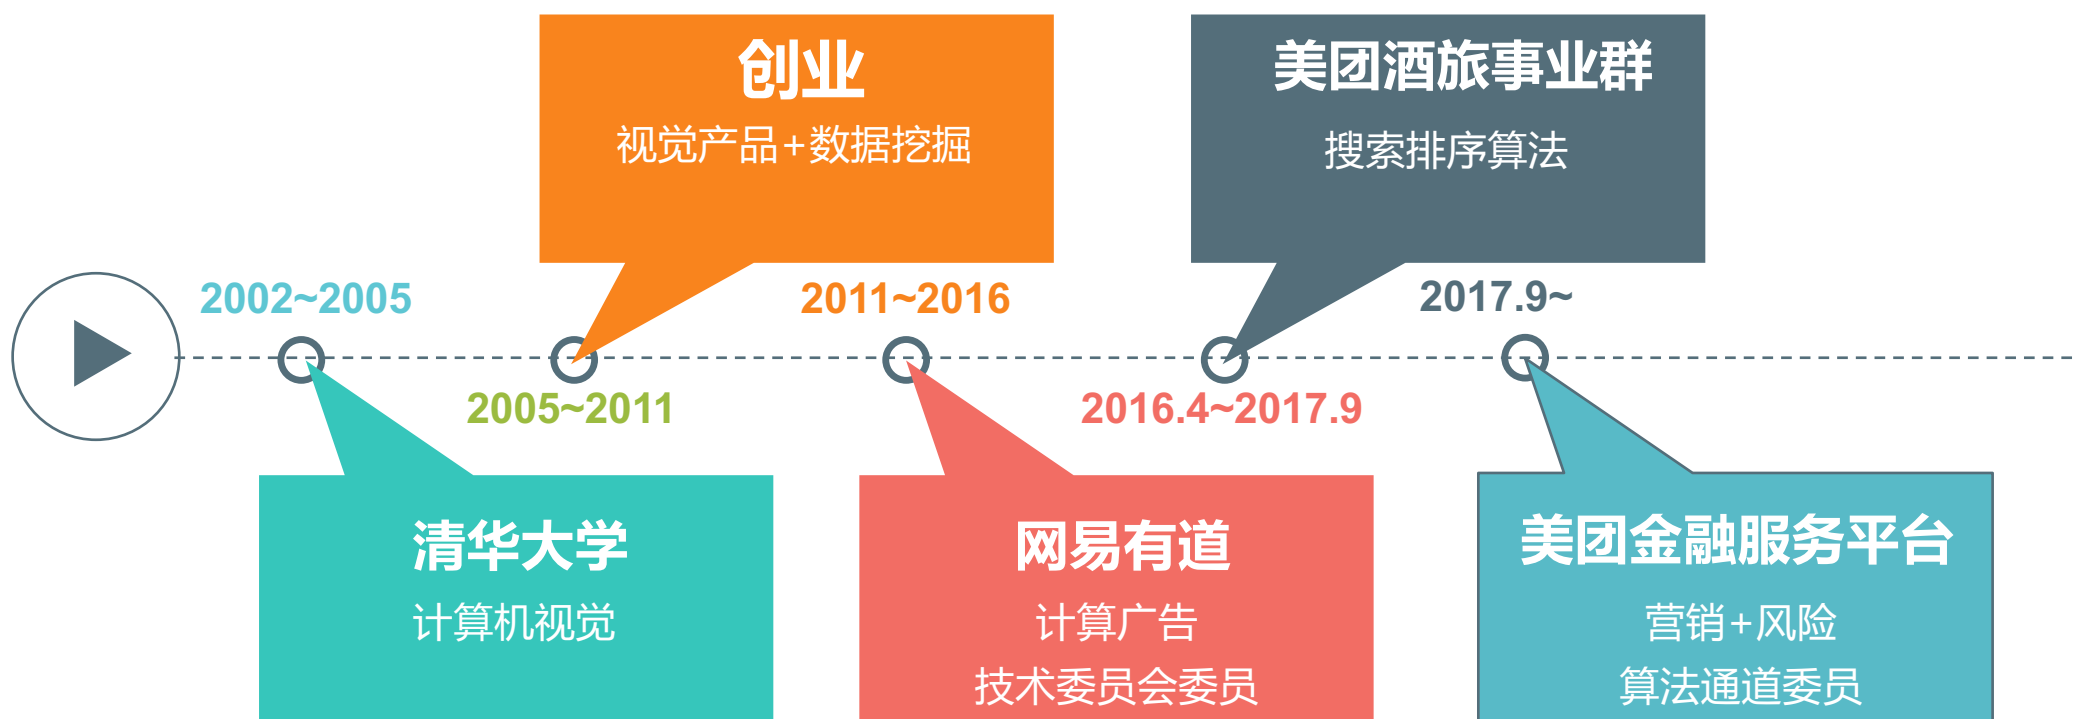 创业
视觉产品+数据挖掘
美团酒旅事业群
搜索排序算法
2002~2005
2011~2016
2017.9~
2005~2011
2016.4~2017.9
清华大学
计算机视觉
网易有道
计算广告
技术委员会委员
美团金融服务平台
营销+风险
算法通道委员